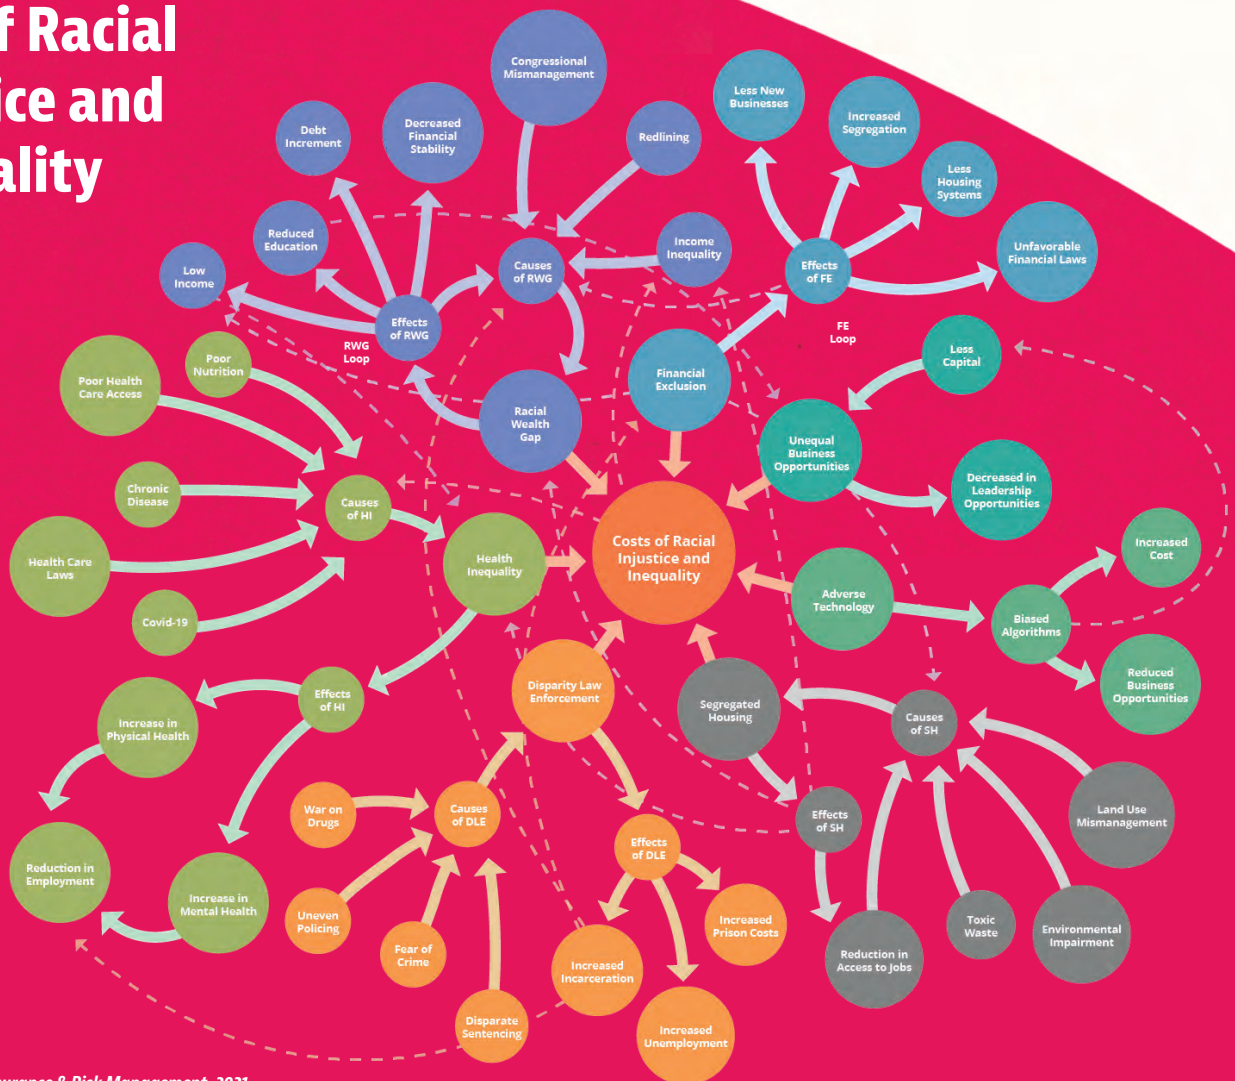 f Racial
ice and
ality
Congressional
Mismanagement
Less New
Businesses
Increased
Segregation
Debt
Increment
Decreased
Financial
Stability
Redlining
Less
Housing
Systems
Reduced
Education
Income
Inequality
Unfavorable
Financial Laws
Low
Income
Causes
of RWG
Effects
of FE
Effects
of RWG
RWG
Loop
FE
Loop
Less
Capital
Poor
Nutrition
Poor Health
Care Access
Financial
Exclusion
Racial
Wealth
Gap
Unequal
Business
Opportunities
Decreased in
Leadership
Opportunities
Chronic
Disease
Causes
of HI
Health Care
Laws
Health
Inequality
Costs of Racial
Injustice and
Inequality
Increased
Cost
Adverse
Technology
Biased
Algorithms
Covid-19
Reduced
Business
Opportunities
Effects
of HI
Disparity Law
Enforcement
Segregated
Housing
Causes
of SH
Increase in
Physical Health
War on
Drugs
Causes
of DLE
Effects
of SH
Land Use
Mismanagement
Effects
of DLE
Reduction in
Employment
Increase in
Mental Health
Uneven
Policing
Fear of
Crime
Increased
Prison Costs
Toxic
Waste
Environmental
Impairment
Increased
Incarceration
Reduction in
Access to Jobs
Disparate
Sentencing
Increased
Unemployment
urance & Risk Management, 2021